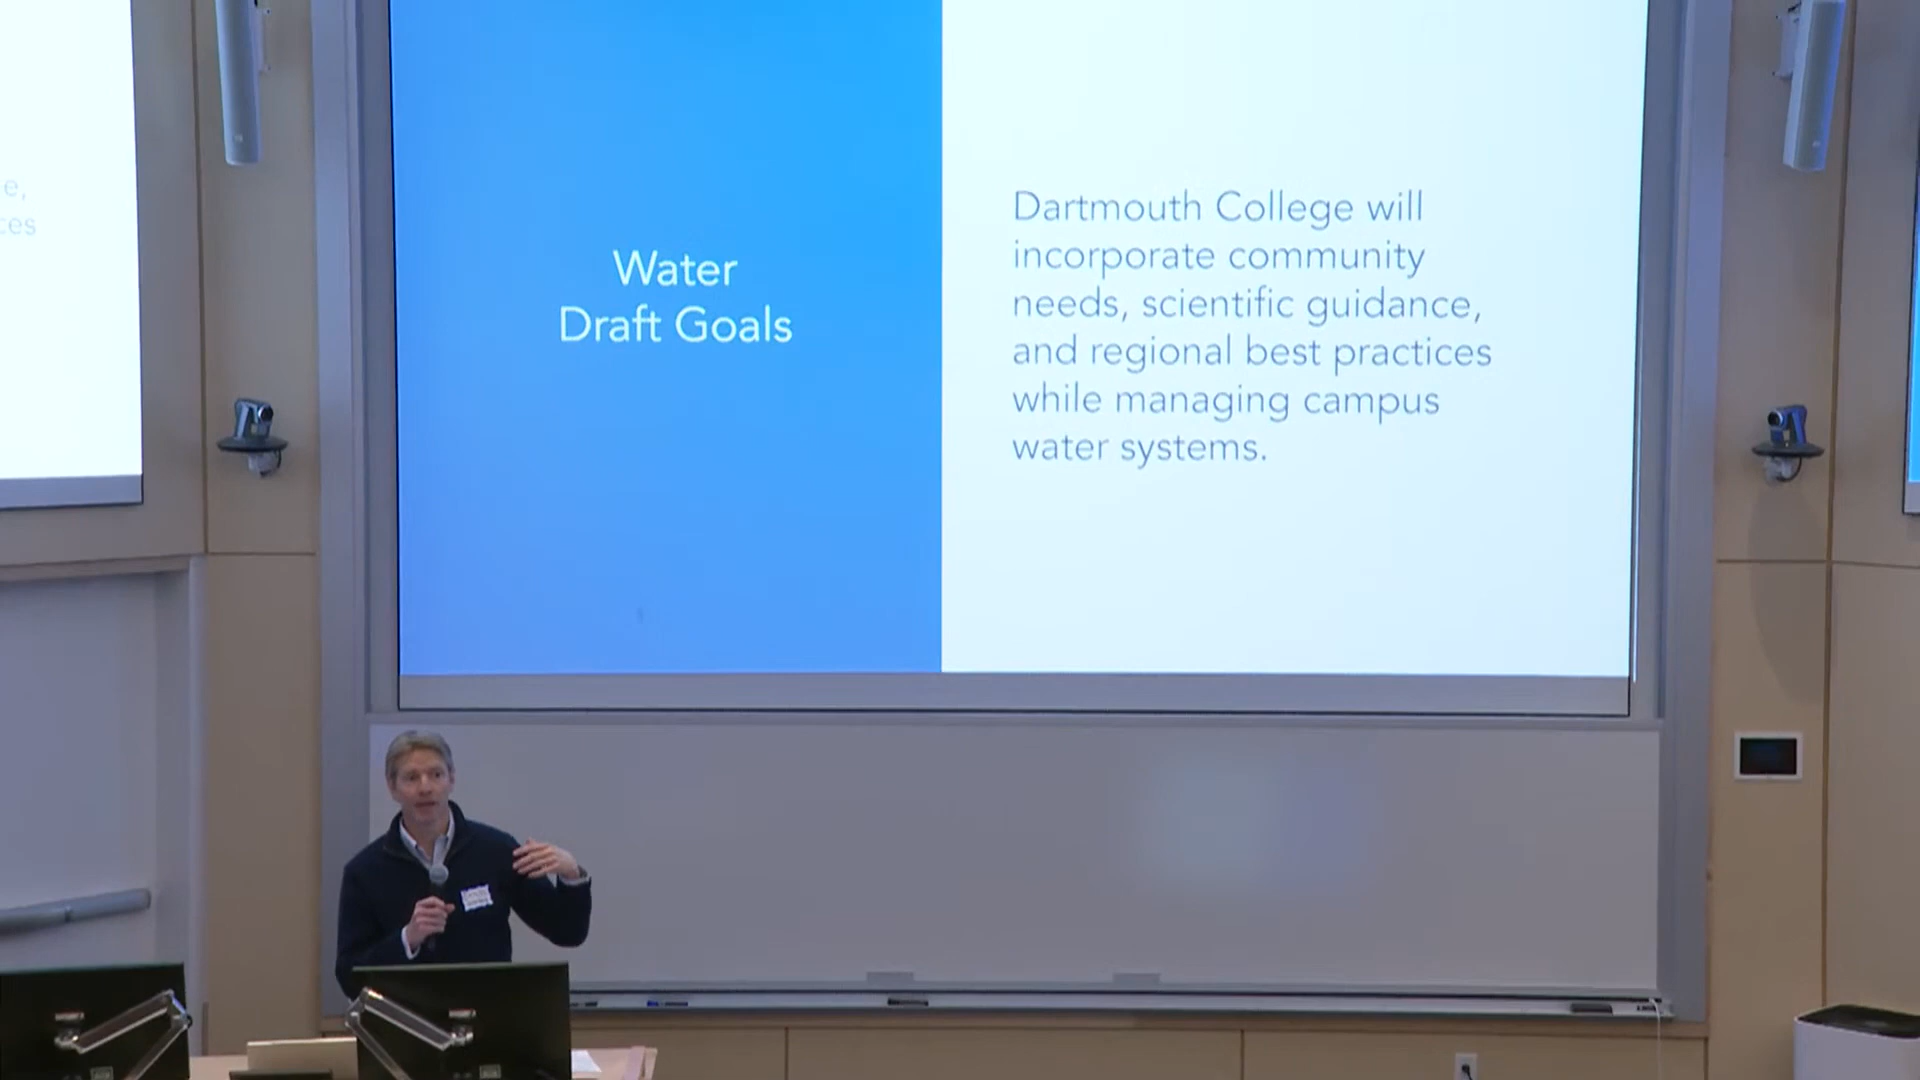 e,
ces
Water
Draft Goals
Dartmouth College will
incorporate community
needs, scientific guidance,
and regional best practices
while managing campus
water systems.